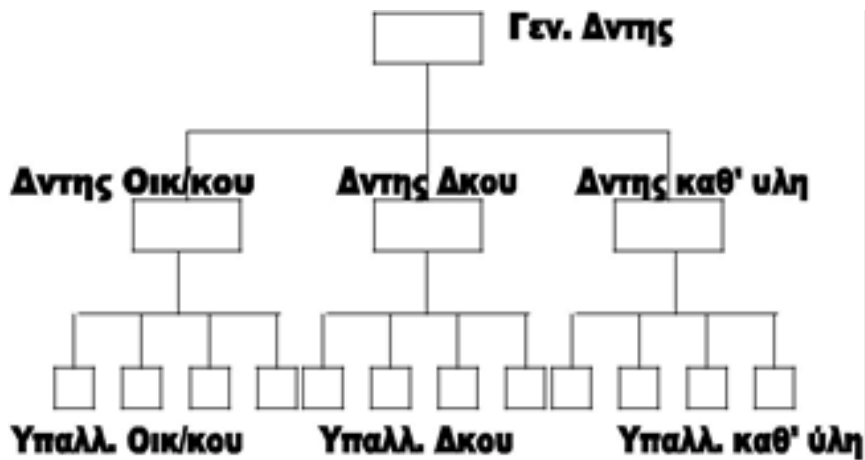 Γεν. Δντης
Δντης Οικ/κου Δντης Δκου Δντης καθ' υλη
Υπαλλ. Οικ/κου Υπαλλ. Δκου Υπαλλ. καθ' ύλη